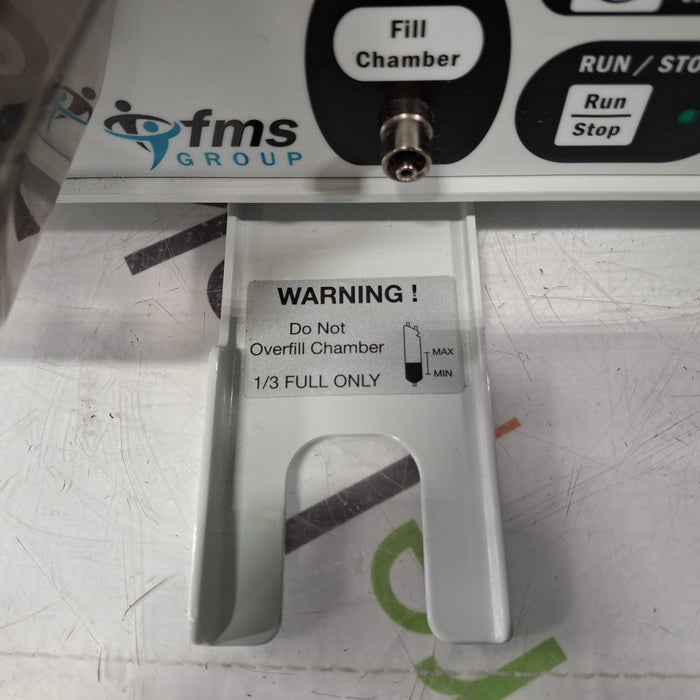 Fill
Chamber
RUN / STO
Run
Stop
fms
GROUP
WARNING !
Do Not
Overfill Chamber
1/3 FULL ONLY
MAX
MIN